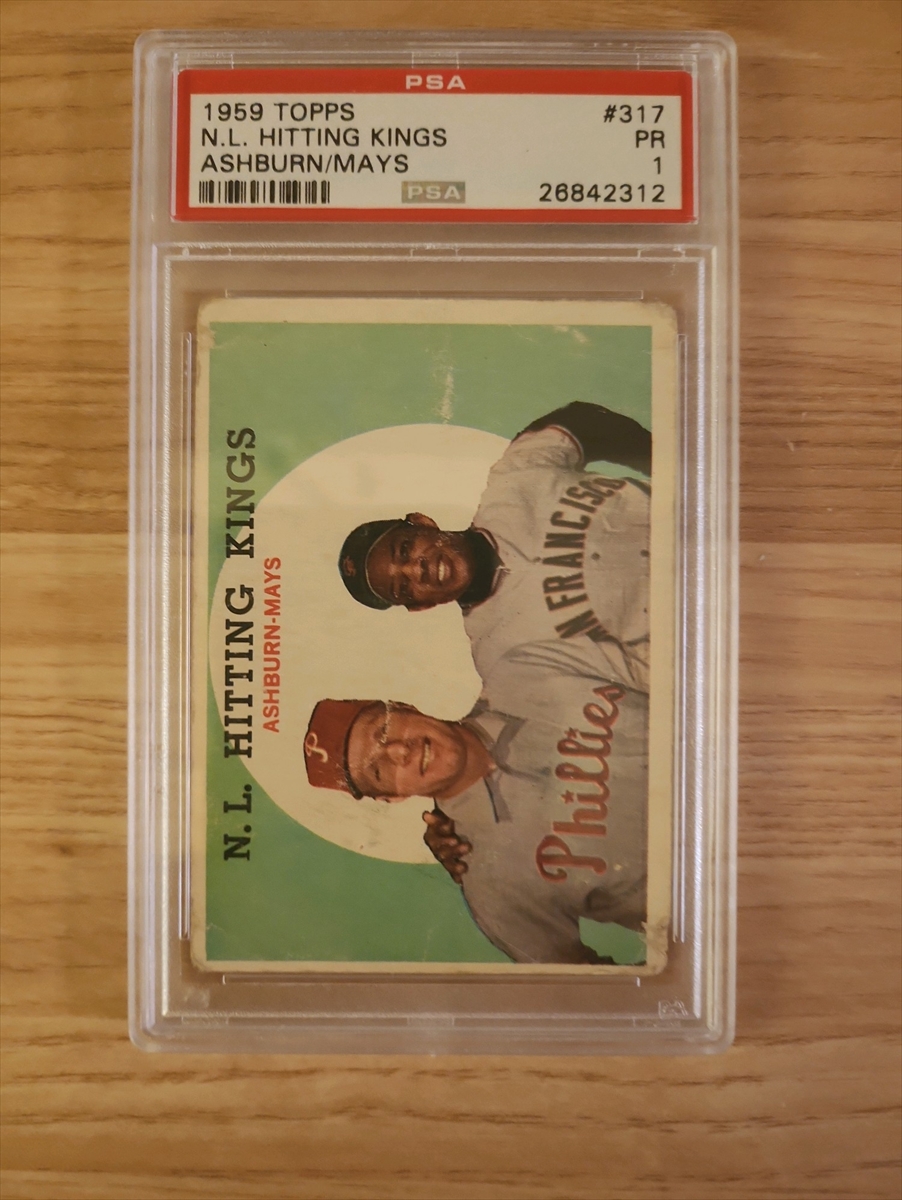 PSA
1959 TOPPS #317
N.L. HITTING KINGS PR
ASHBURN/MAYS 1
PSA 26842312
N. L. HITTING KINGS
ASHBURN-MAYS
P
Phillies
N FRANCISCO